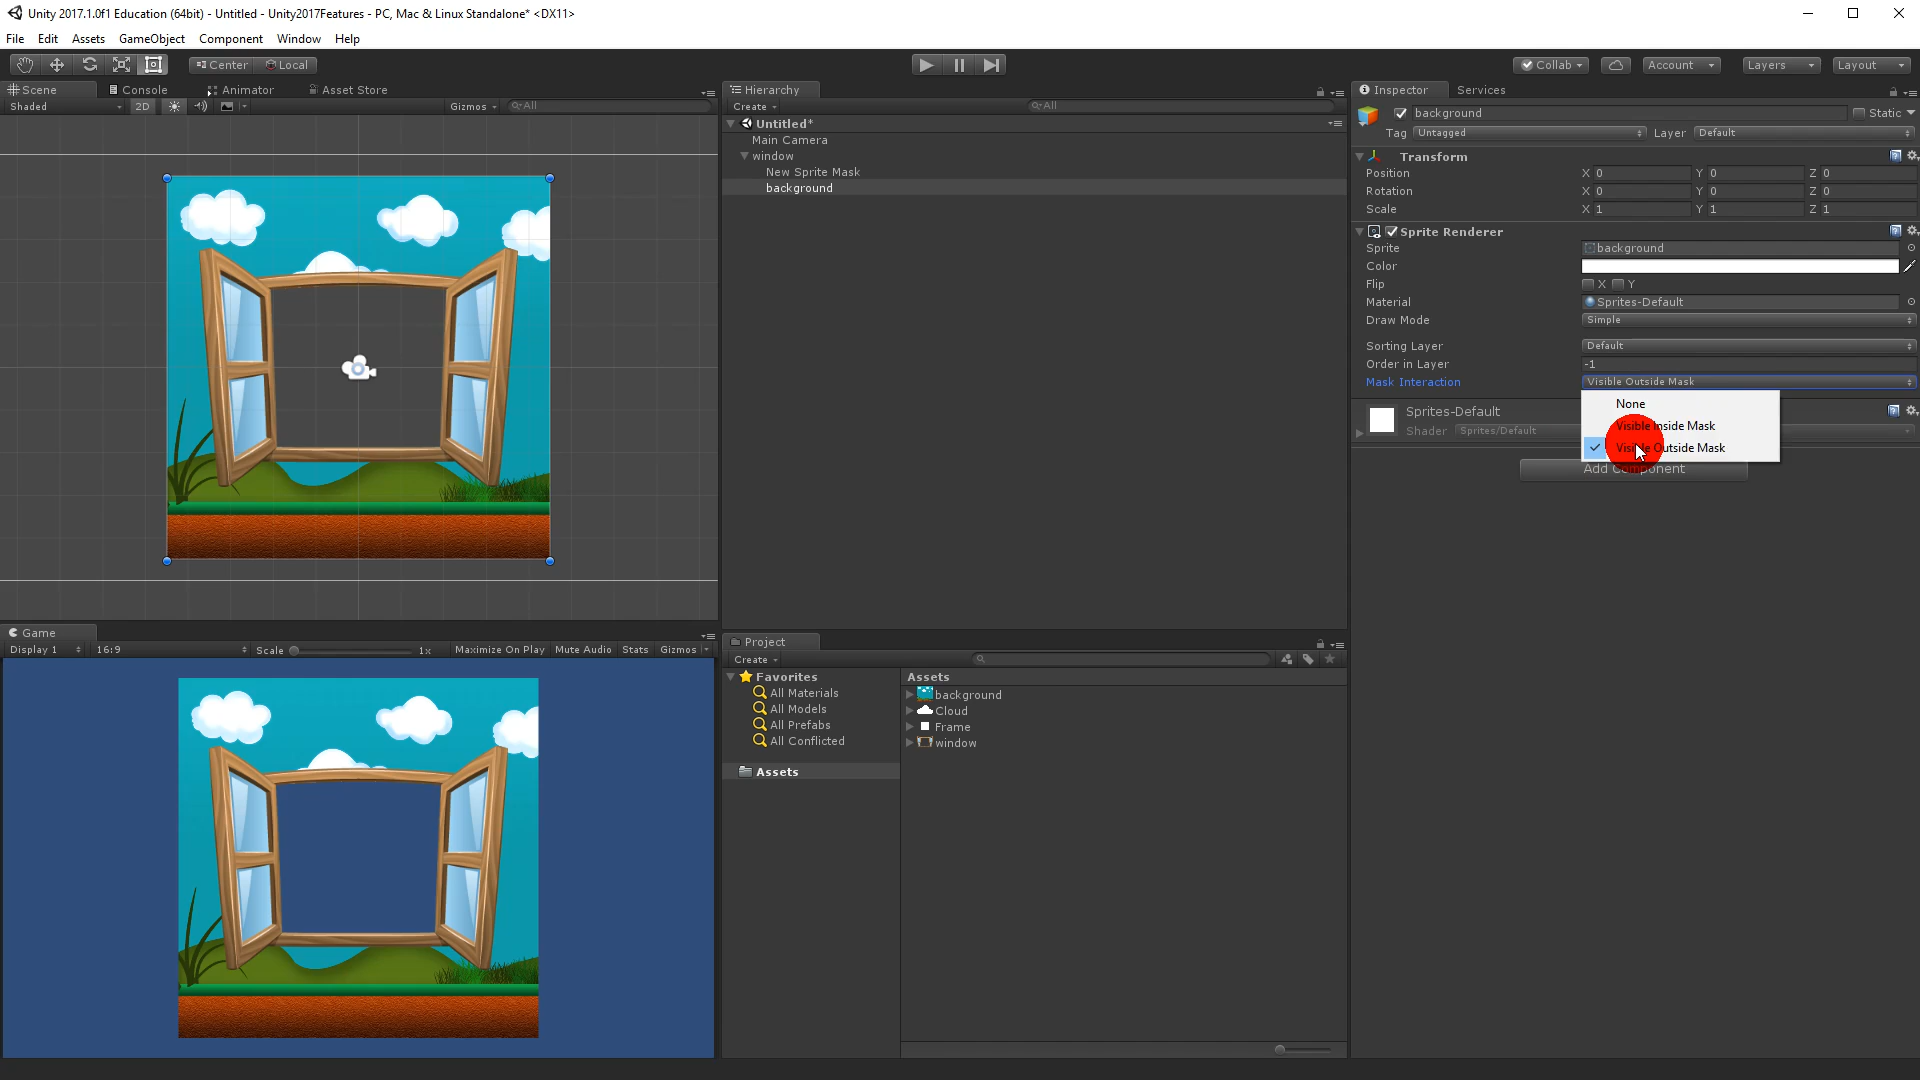 Unity 2017.1.0f1 Education (64bit) - Untitled - Unity2017Features - PC, Mac & Linux Standalone* <DX11>
File Edit Assets GameObject Component Window Help
Center Local
Collab Account Layers Layout
Scene Console Animator Asset Store
Shaded 2D Gizmos All
Hierarchy
Create All
Untitled*
Main Camera
window
New Sprite Mask
background
Inspector Services
background Static
Tag Untagged Layer Default
Transform
Position X 0 Y 0 Z 0
Rotation X 0 Y 0 Z 0
Scale X 1 Y 1 Z 1
Sprite Renderer
Sprite background
Color
Flip X Y
Material Sprites-Default
Draw Mode Simple
Sorting Layer Default
Order in Layer -1
Mask Interaction Visible Outside Mask
None
Visible Inside Mask
Visible Outside Mask
Sprites-Default
Shader Sprites/Default
Add Component
Game
Display 1 16:9 Scale 1x Maximize On Play Mute Audio Stats Gizmos
Project
Create
Favorites
All Materials
All Models
All Prefabs
All Conflicted
Assets
Assets
background
Cloud
Frame
window